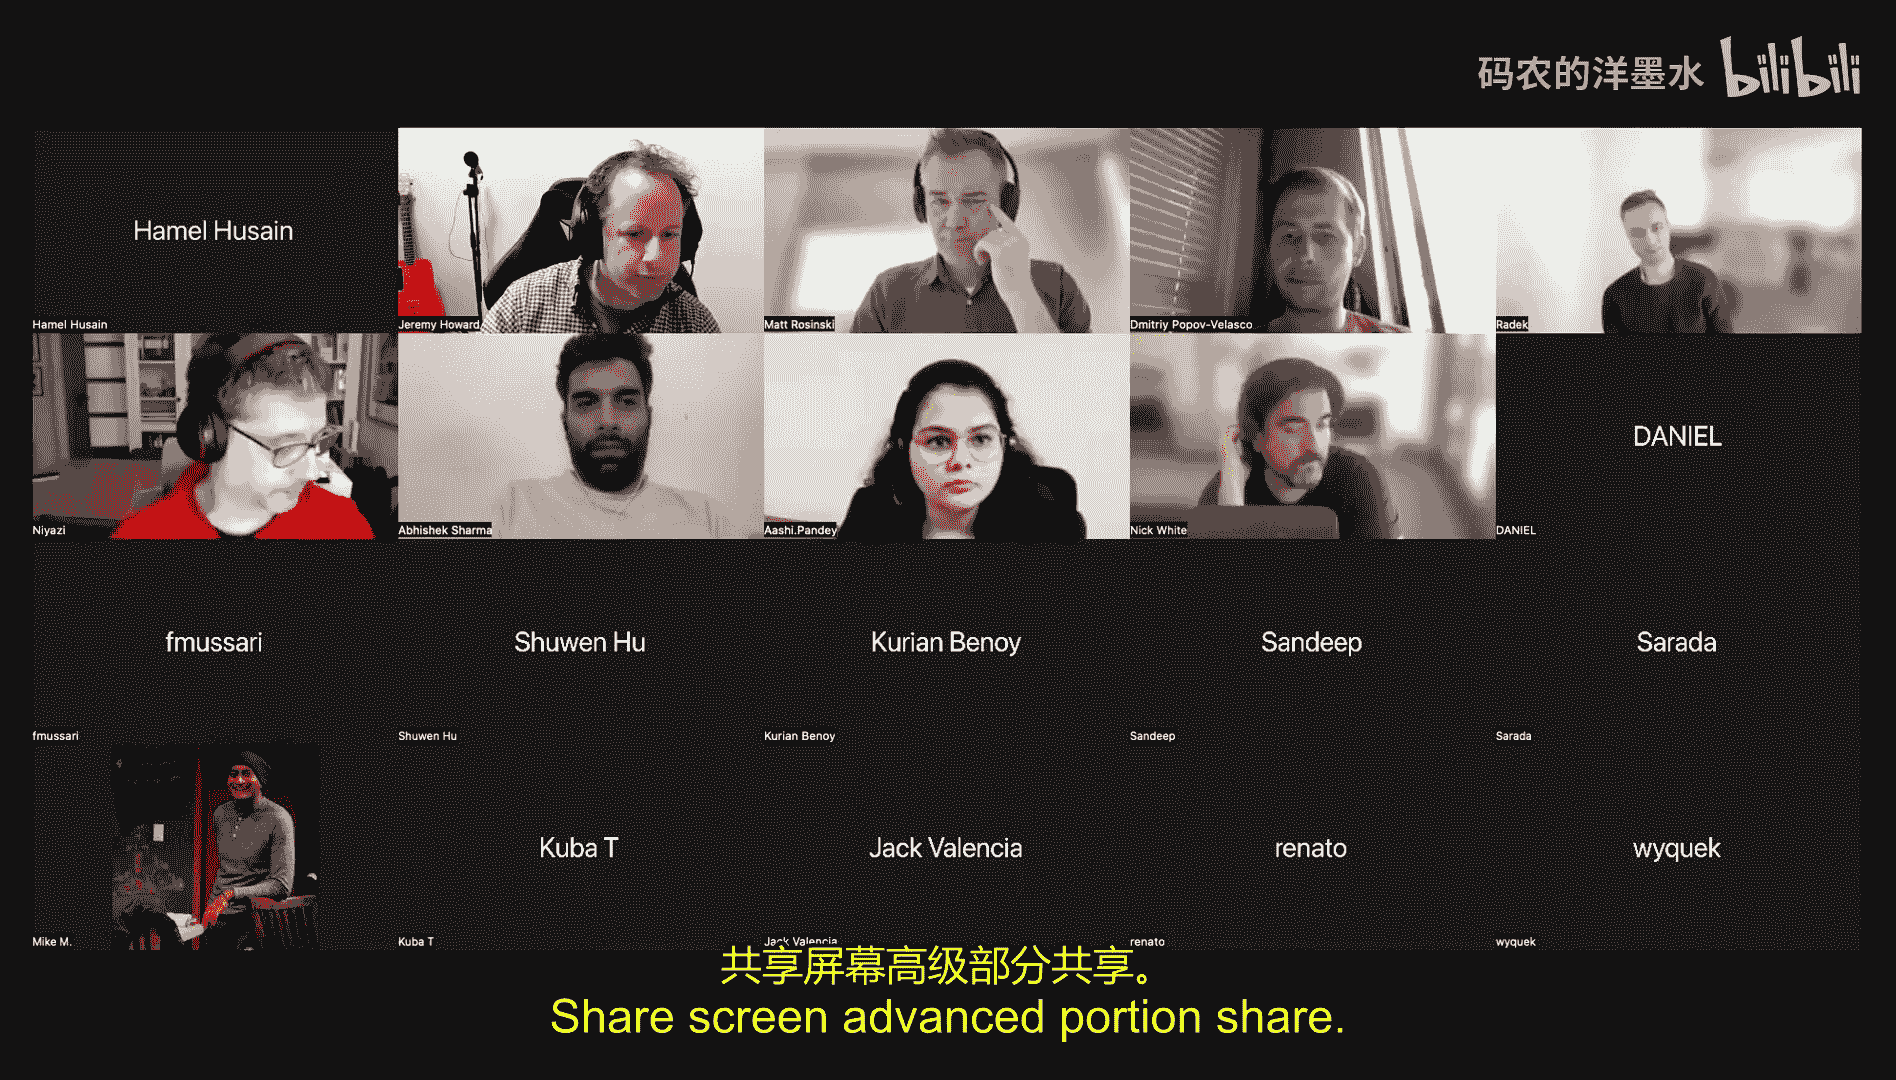 码农的洋墨水 bilibili
Hamel Husain
Hamel Husain
Jeremy Howard
Matt Rosinski
Dmitriy Popov-Velasco
Radek
DANIEL
Niyazi
Abhishek Sharma
Aashi.Pandey
Nick White
DANIEL
fmussari
Shuwen Hu
Kurian Benoy
Sandeep
Sarada
fmussari
Shuwen Hu
Kurian Benoy
Sandeep
Sarada
Kuba T
Jack Valencia
renato
wyquek
Mike M.
Kuba T
Jack Valencia
renato
wyquek
共享屏幕高级部分共享。
Share screen advanced portion share.